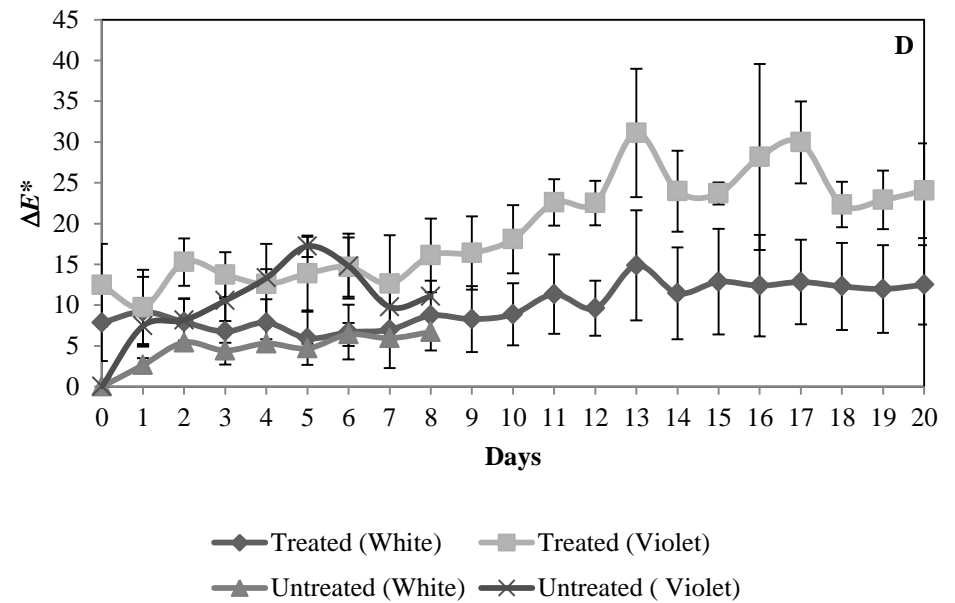 45
D
40
35
30
25
20
15
10
5
0
ΔE*
0 1 2 3 4 5 6 7 8 9 10 11 12 13 14 15 16 17 18 19 20
Days
Treated (White) Treated (Violet)
Untreated (White) Untreated ( Violet)